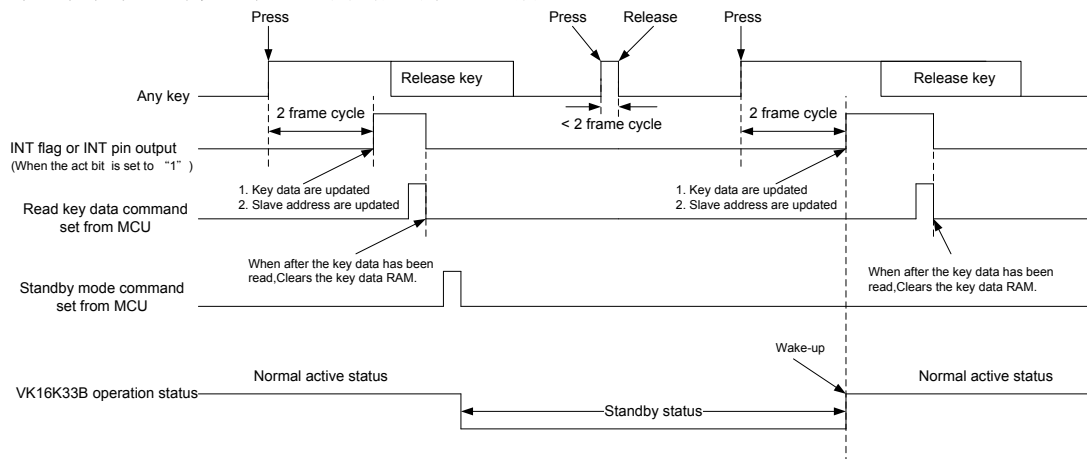 Press
Press
Release
Press
Release key
Release key
Any key
2 frame cycle
< 2 frame cycle
2 frame cycle
INT flag or INT pin output
(When the act bit is set to “1”)
1. Key data are updated
2. Slave address are updated
1. Key data are updated
2. Slave address are updated
Read key data command
set from MCU
When after the key data has been
read,Clears the key data RAM.
When after the key data has been
read,Clears the key data RAM.
Standby mode command
set from MCU
Wake-up
Normal active status
Normal active status
VK16K33B operation status
Standby status